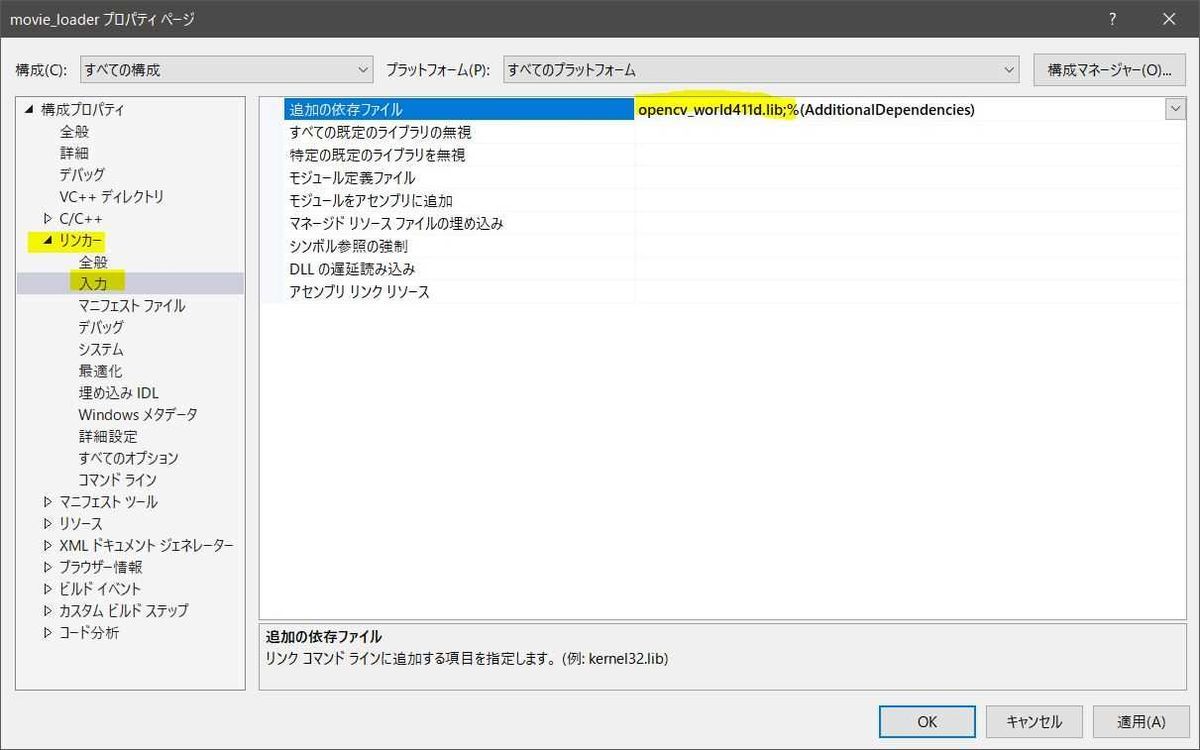 movie_loader プロパティ ページ
?
構成(C):
すべての構成
プラットフォーム(P):
すべてのプラットフォーム
構成マネージャー(O)...
構成プロパティ
全般
詳細
デバッグ
VC++ ディレクトリ
C/C++
リンカー
全般
入力
マニフェスト ファイル
デバッグ
システム
最適化
埋め込み IDL
Windows メタデータ
詳細設定
すべてのオプション
コマンド ライン
マニフェスト ツール
リソース
XML ドキュメント ジェネレーター
ブラウザー情報
ビルド イベント
カスタム ビルド ステップ
コード分析
追加の依存ファイル opencv_world411d.lib;%(AdditionalDependencies)
すべての既定のライブラリの無視
特定の既定のライブラリを無視
モジュール定義ファイル
モジュールをアセンブリに追加
マネージド リソース ファイルの埋め込み
シンボル参照の強制
DLL の遅延読み込み
アセンブリ リンク リソース
追加の依存ファイル
リンク コマンド ラインに追加する項目を指定します。(例: kernel32.lib)
OK
キャンセル
適用(A)